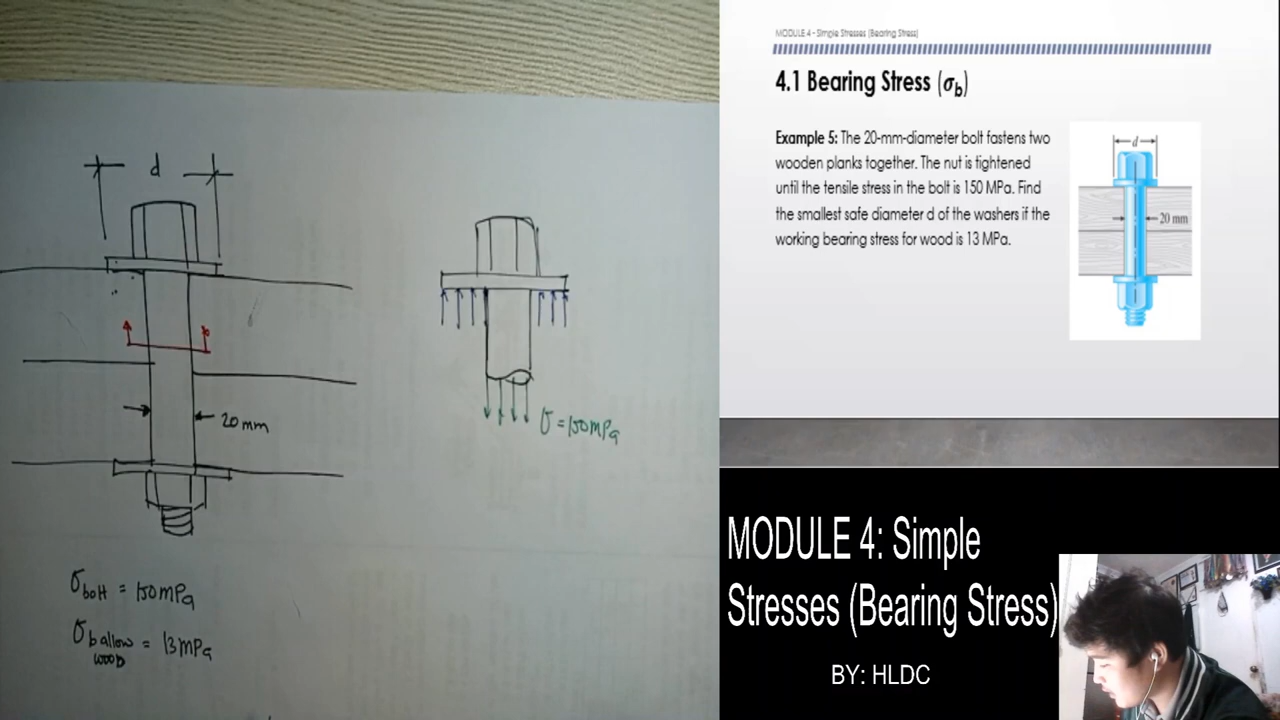 d
20 mm
σbolt = 150 MPa
σb allow = 13 MPa
wood
σ = 150 MPa
MODULE 4 - Simple Stresses (Bearing Stress)
4.1 Bearing Stress (σb)
Example 5: The 20-mm-diameter bolt fastens two
wooden planks together. The nut is tightened
until the tensile stress in the bolt is 150 MPa. Find
the smallest safe diameter d of the washers if the
working bearing stress for wood is 13 MPa.
d
20 mm
MODULE 4: Simple
Stresses (Bearing Stress)
BY: HLDC